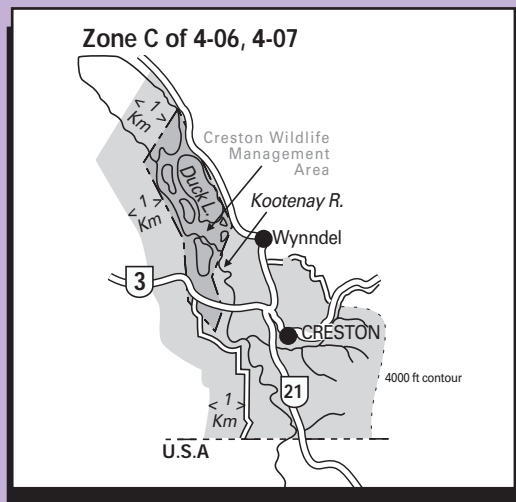 Zone C of 4-06, 4-07
< 1 >
Km
Creston Wildlife
Management
Area
Duck L.
Kootenay R.
< 1 >
Km
Wynndel
3
CRESTON
4000 ft contour
21
< 1 >
Km
U.S.A